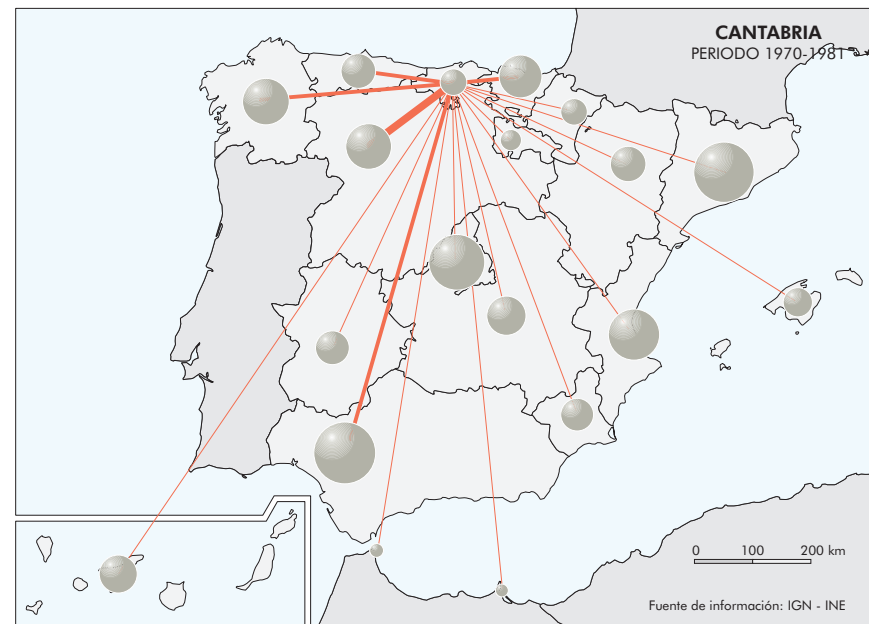 CANTABRIA
PERIODO 1970-1981
0 100 200 km
Fuente de información: IGN - INE